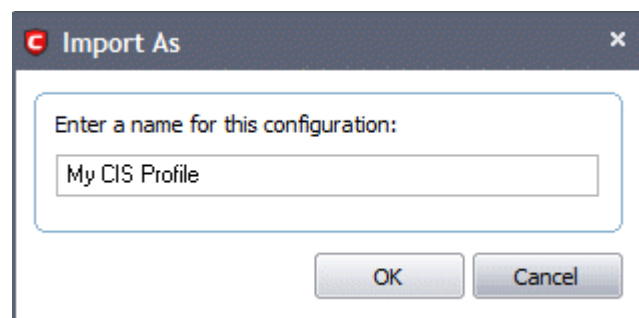 Import As
Enter a name for this configuration:
My CIS Profile
OK
Cancel